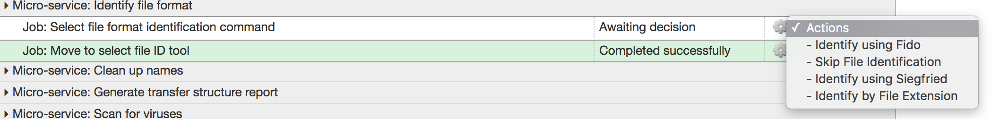 Micro-service: Identify file format
Job: Select file format identification command Awaiting decision
Job: Move to select file ID tool Completed successfully
Micro-service: Clean up names
Micro-service: Generate transfer structure report
Micro-service: Scan for viruses
✓ Actions
- Identify using Fido
- Skip File Identification
- Identify using Siegfried
- Identify by File Extension